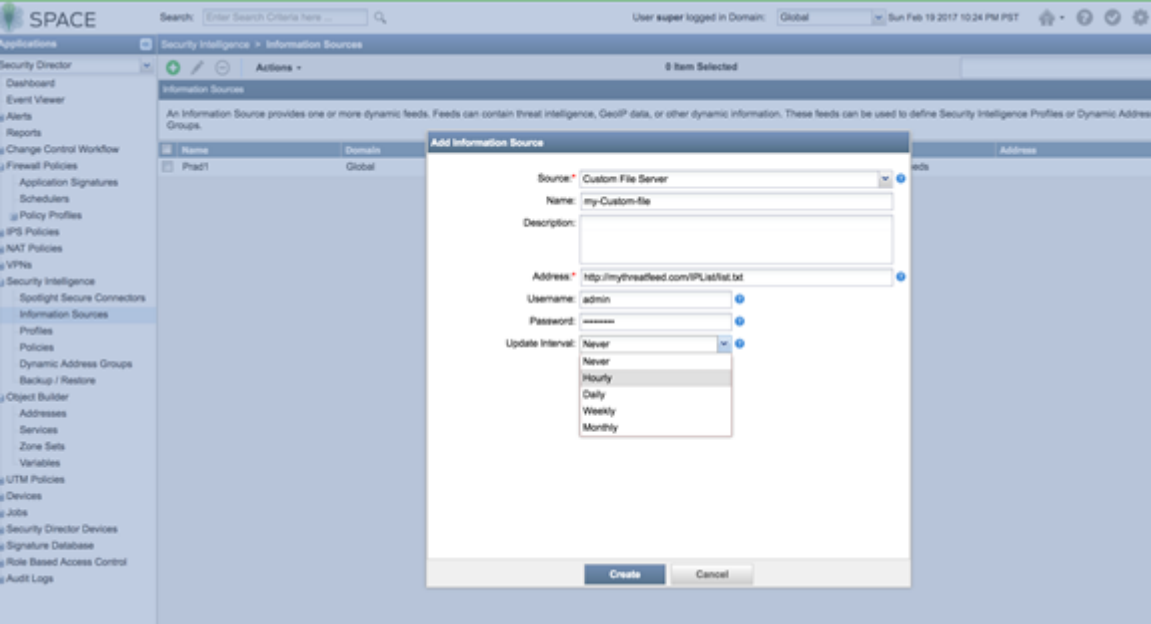 SPACE
Search: Enter Search Criteria here ...
User super logged in Domain: Global
Sun Feb 19 2017 10:24 PM PST
Applications
Security Intelligence > Information Sources
Security Director
Actions
0 Item Selected
Dashboard
Event Viewer
Alerts
Reports
Change Control Workflow
Firewall Policies
Application Signatures
Schedulers
Policy Profiles
IPS Policies
NAT Policies
VPNs
Security Intelligence
Spotlight Secure Connectors
Information Sources
Profiles
Policies
Dynamic Address Groups
Backup / Restore
Object Builder
Addresses
Services
Zone Sets
Variables
UTM Policies
Devices
Jobs
Security Director Devices
Signature Database
Role Based Access Control
Audit Logs
Information Sources
An Information Source provides one or more dynamic feeds. Feeds can contain threat intelligence, GeoIP data, or other dynamic information. These feeds can be used to define Security Intelligence Profiles or Dynamic Address
Groups.
Name Domain Address
Prad1 Global eds
Add Information Source
Source:* Custom File Server
Name: my-Custom-file
Description:
Address:* http://mythreatfeed.com/IPList/list.txt
Username: admin
Password: ••••••••
Update Interval: Never
Never
Hourly
Daily
Weekly
Monthly
Create Cancel